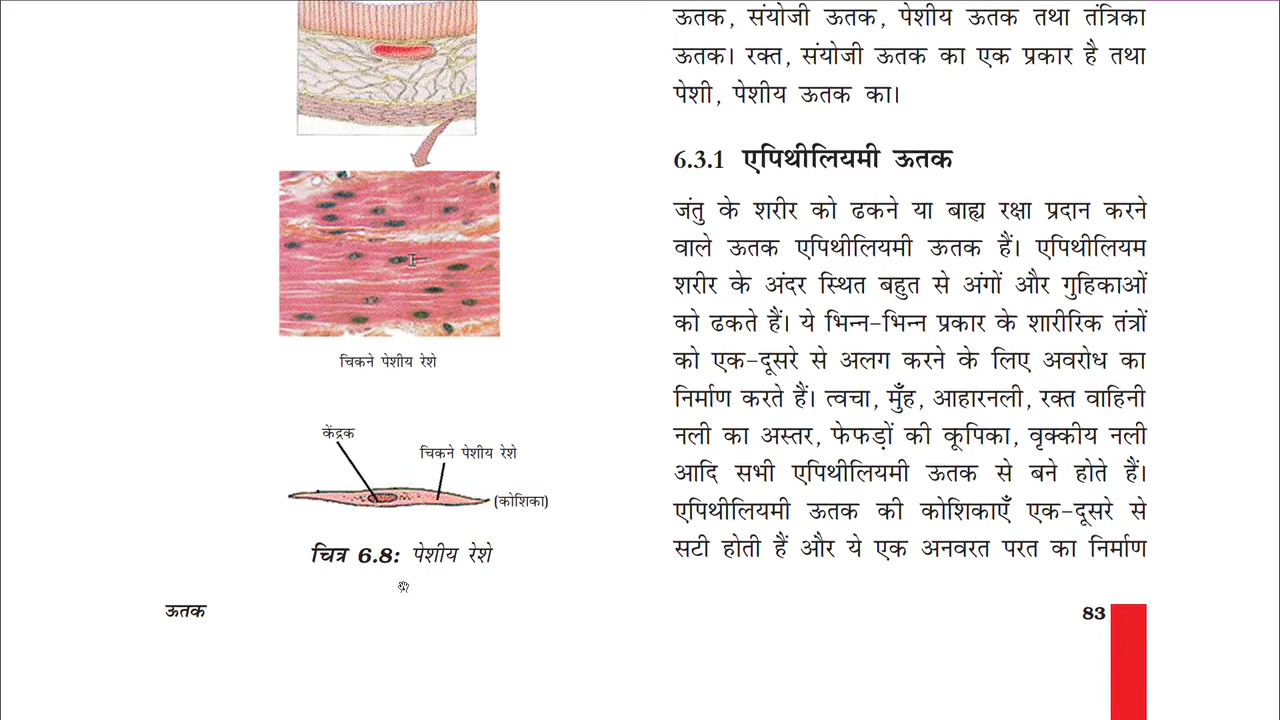 चिकने पेशीय रेशे
केंद्रक
चिकने पेशीय रेशे
(कोशिका)
चित्र 6.8: पेशीय रेशे
ऊतक, संयोजी ऊतक, पेशीय ऊतक तथा तंत्रिका
ऊतक। रक्त, संयोजी ऊतक का एक प्रकार है तथा
पेशी, पेशीय ऊतक का।
6.3.1 एपिथीलियमी ऊतक
जंतु के शरीर को ढकने या बाह्य रक्षा प्रदान करने
वाले ऊतक एपिथीलियमी ऊतक हैं। एपिथीलियम
शरीर के अंदर स्थित बहुत से अंगों और गुहिकाओं
को ढकते हैं। ये भिन्न-भिन्न प्रकार के शारीरिक तंत्रों
को एक-दूसरे से अलग करने के लिए अवरोध का
निर्माण करते हैं। त्वचा, मुँह, आहारनली, रक्त वाहिनी
नली का अस्तर, फेफड़ों की कूपिका, वृक्कीय नली
आदि सभी एपिथीलियमी ऊतक से बने होते हैं।
एपिथीलियमी ऊतक की कोशिकाएँ एक-दूसरे से
सटी होती हैं और ये एक अनवरत परत का निर्माण
ऊतक
83